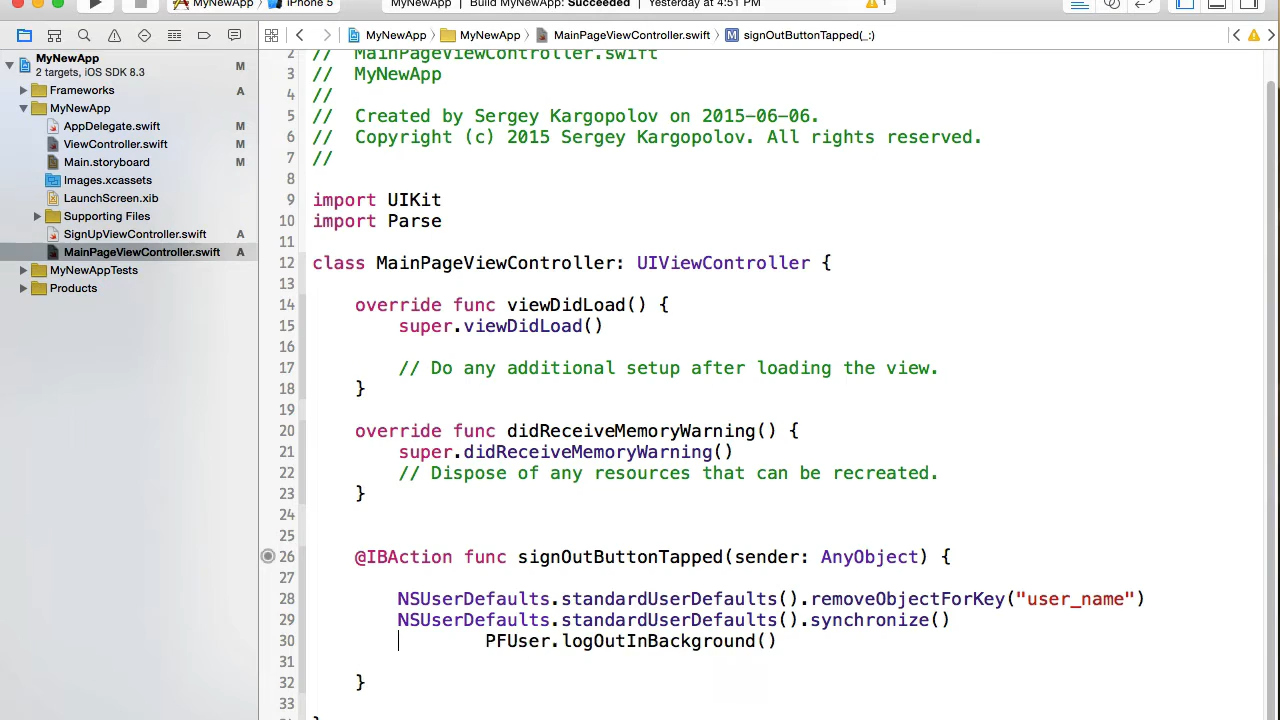 MyNewApp
iPhone 5
MyNewApp | Build MyNewApp: Succeeded | Yesterday at 4:51 PM
1
MyNewApp
MyNewApp
MainPageViewController.swift
signOutButtonTapped(_:)
MyNewApp M
2 targets, iOS SDK 8.3
Frameworks A
MyNewApp
AppDelegate.swift M
ViewController.swift M
Main.storyboard M
Images.xcassets
LaunchScreen.xib
Supporting Files
SignUpViewController.swift A
MainPageViewController.swift A
MyNewAppTests
Products
2 // MainPageViewController.swift
3 // MyNewApp
4 //
5 // Created by Sergey Kargopolov on 2015-06-06.
6 // Copyright (c) 2015 Sergey Kargopolov. All rights reserved.
7 //
8
9 import UIKit
10 import Parse
11
12 class MainPageViewController: UIViewController {
13
14 override func viewDidLoad() {
15 super.viewDidLoad()
16
17 // Do any additional setup after loading the view.
18 }
19
20 override func didReceiveMemoryWarning() {
21 super.didReceiveMemoryWarning()
22 // Dispose of any resources that can be recreated.
23 }
24
25
26 @IBAction func signOutButtonTapped(sender: AnyObject) {
27
28 NSUserDefaults.standardUserDefaults().removeObjectForKey("user_name")
29 NSUserDefaults.standardUserDefaults().synchronize()
30 PFUser.logOutInBackground()
31
32 }
33